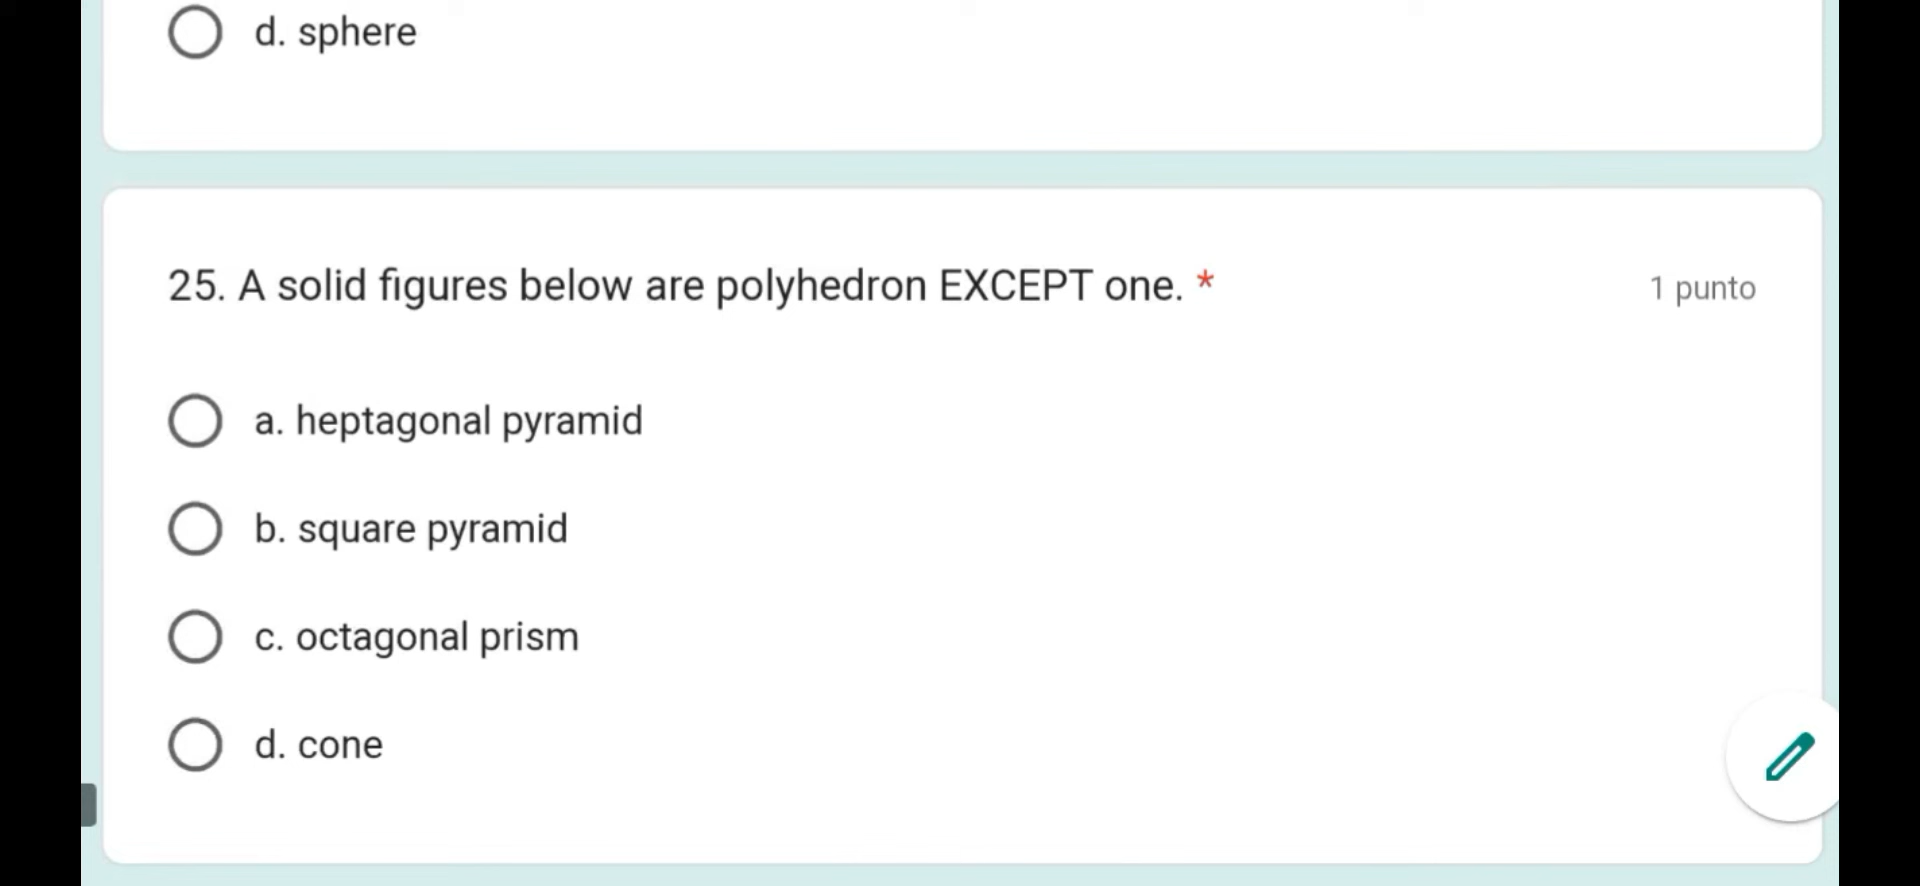 d. sphere
25. A solid figures below are polyhedron EXCEPT one. *
1 punto
a. heptagonal pyramid
b. square pyramid
c. octagonal prism
d. cone